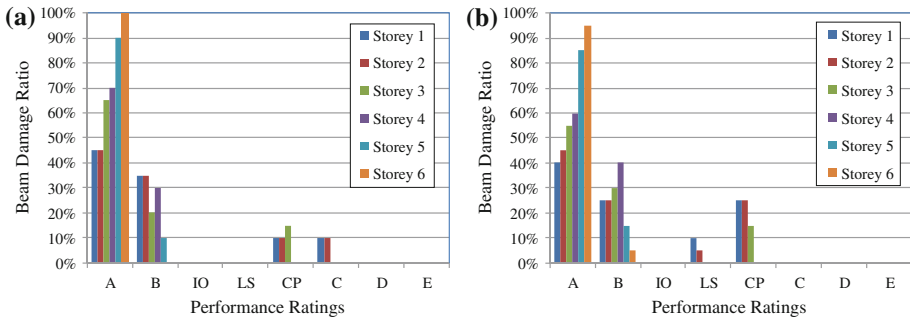 (a)
100%
90%
80%
70%
60%
50%
40%
30%
20%
10%
0%
Beam Damage Ratio
A B IO LS CP C D E
Performance Ratings
Storey 1
Storey 2
Storey 3
Storey 4
Storey 5
Storey 6
(b)
100%
90%
80%
70%
60%
50%
40%
30%
20%
10%
0%
Beam Damage Ratio
A B IO LS CP C D E
Performance Ratings
Storey 1
Storey 2
Storey 3
Storey 4
Storey 5
Storey 6